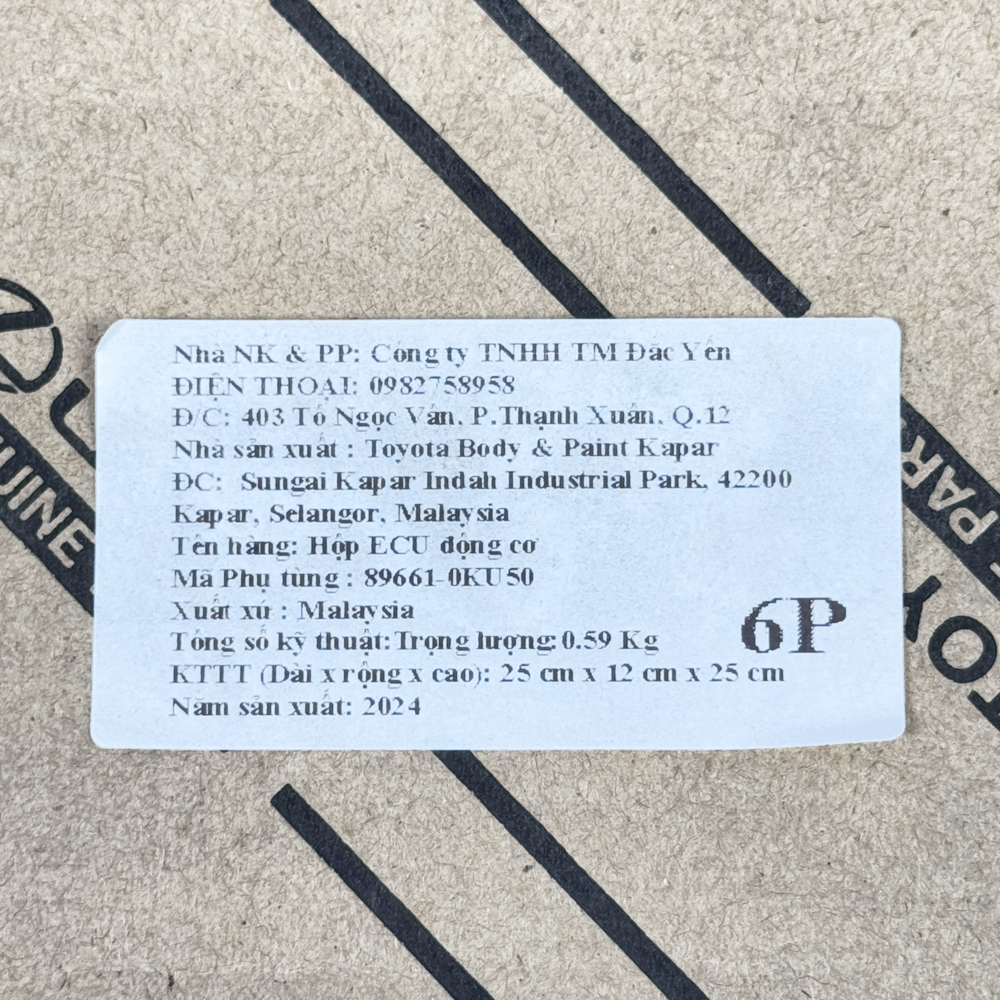 Nhà NK & PP: Công ty TNHH TM Đắc Yến
ĐIỆN THOẠI: 0982758958
Đ/C: 403 Tô Ngọc Vân, P.Thạnh Xuân, Q.12
Nhà sản xuất : Toyota Body & Paint Kapar
ĐC: Sungai Kapar Indah Industrial Park, 42200
Kapar, Selangor, Malaysia
Tên hàng: Hộp ECU động cơ
Mã Phụ tùng : 89661-0KU50
Xuất xứ : Malaysia
Tổng số kỹ thuật: Trọng lượng: 0.59 Kg
6P
KTTT (Dài x rộng x cao): 25 cm x 12 cm x 25 cm
Năm sản xuất: 2024